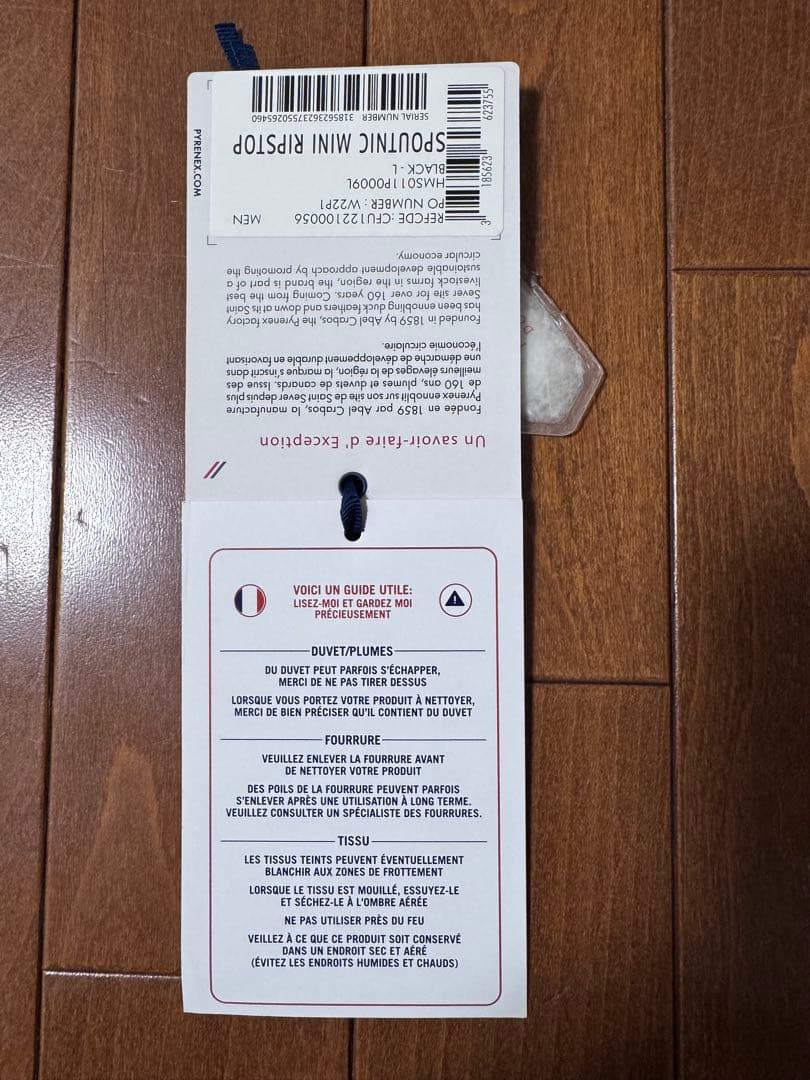 PYRENEX.COM
SERIAL NUMBER 31856236237550265460
SPOUTNIC MINI RIPSTOP
BLACK - L
HMS011P0009L
PO NUMBER : W22P1
REFCDE :CFU1122100056 MEN
3 185623 623755
Un savoir-faire d'Exception
Fondée en 1859 par Abel Crabos, la manufacture
Pyrenex ennoblit sur son site de Saint Sever depuis plus
de 160 ans, plumes et duvets de canards. Issue des
meilleurs élevages de la région, la marque s'inscrit dans
une démarche de développement durable en favorisant
l'économie circulaire.
Founded in 1859 by Abel Crabos, the Pyrenex factory
has been ennobling duck feathers and down at its Saint
Sever site for over 160 years. Coming from the best
livestock farms in the region, the brand is part of a
sustainable development approach by promoting the
circular economy.
VOICI UN GUIDE UTILE:
LISEZ-MOI ET GARDEZ MOI
PRÉCIEUSEMENT
DUVET/PLUMES
DU DUVET PEUT PARFOIS S'ÉCHAPPER,
MERCI DE NE PAS TIRER DESSUS
LORSQUE VOUS PORTEZ VOTRE PRODUIT À NETTOYER,
MERCI DE BIEN PRÉCISER QU'IL CONTIENT DU DUVET
FOURRURE
VEUILLEZ ENLEVER LA FOURRURE AVANT
DE NETTOYER VOTRE PRODUIT
DES POILS DE LA FOURRURE PEUVENT PARFOIS
S'ENLEVER APRÈS UNE UTILISATION À LONG TERME.
VEUILLEZ CONSULTER UN SPÉCIALISTE DES FOURRURES.
TISSU
LES TISSUS TEINTS PEUVENT ÉVENTUELLEMENT
BLANCHIR AUX ZONES DE FROTTEMENT
LORSQUE LE TISSU EST MOUILLÉ, ESSUYEZ-LE
ET SÉCHEZ-LE À L'OMBRE AÉRÉE
NE PAS UTILISER PRÈS DU FEU
VEILLEZ À CE QUE CE PRODUIT SOIT CONSERVÉ
DANS UN ENDROIT SEC ET AÉRÉ
(ÉVITEZ LES ENDROITS HUMIDES ET CHAUDS)